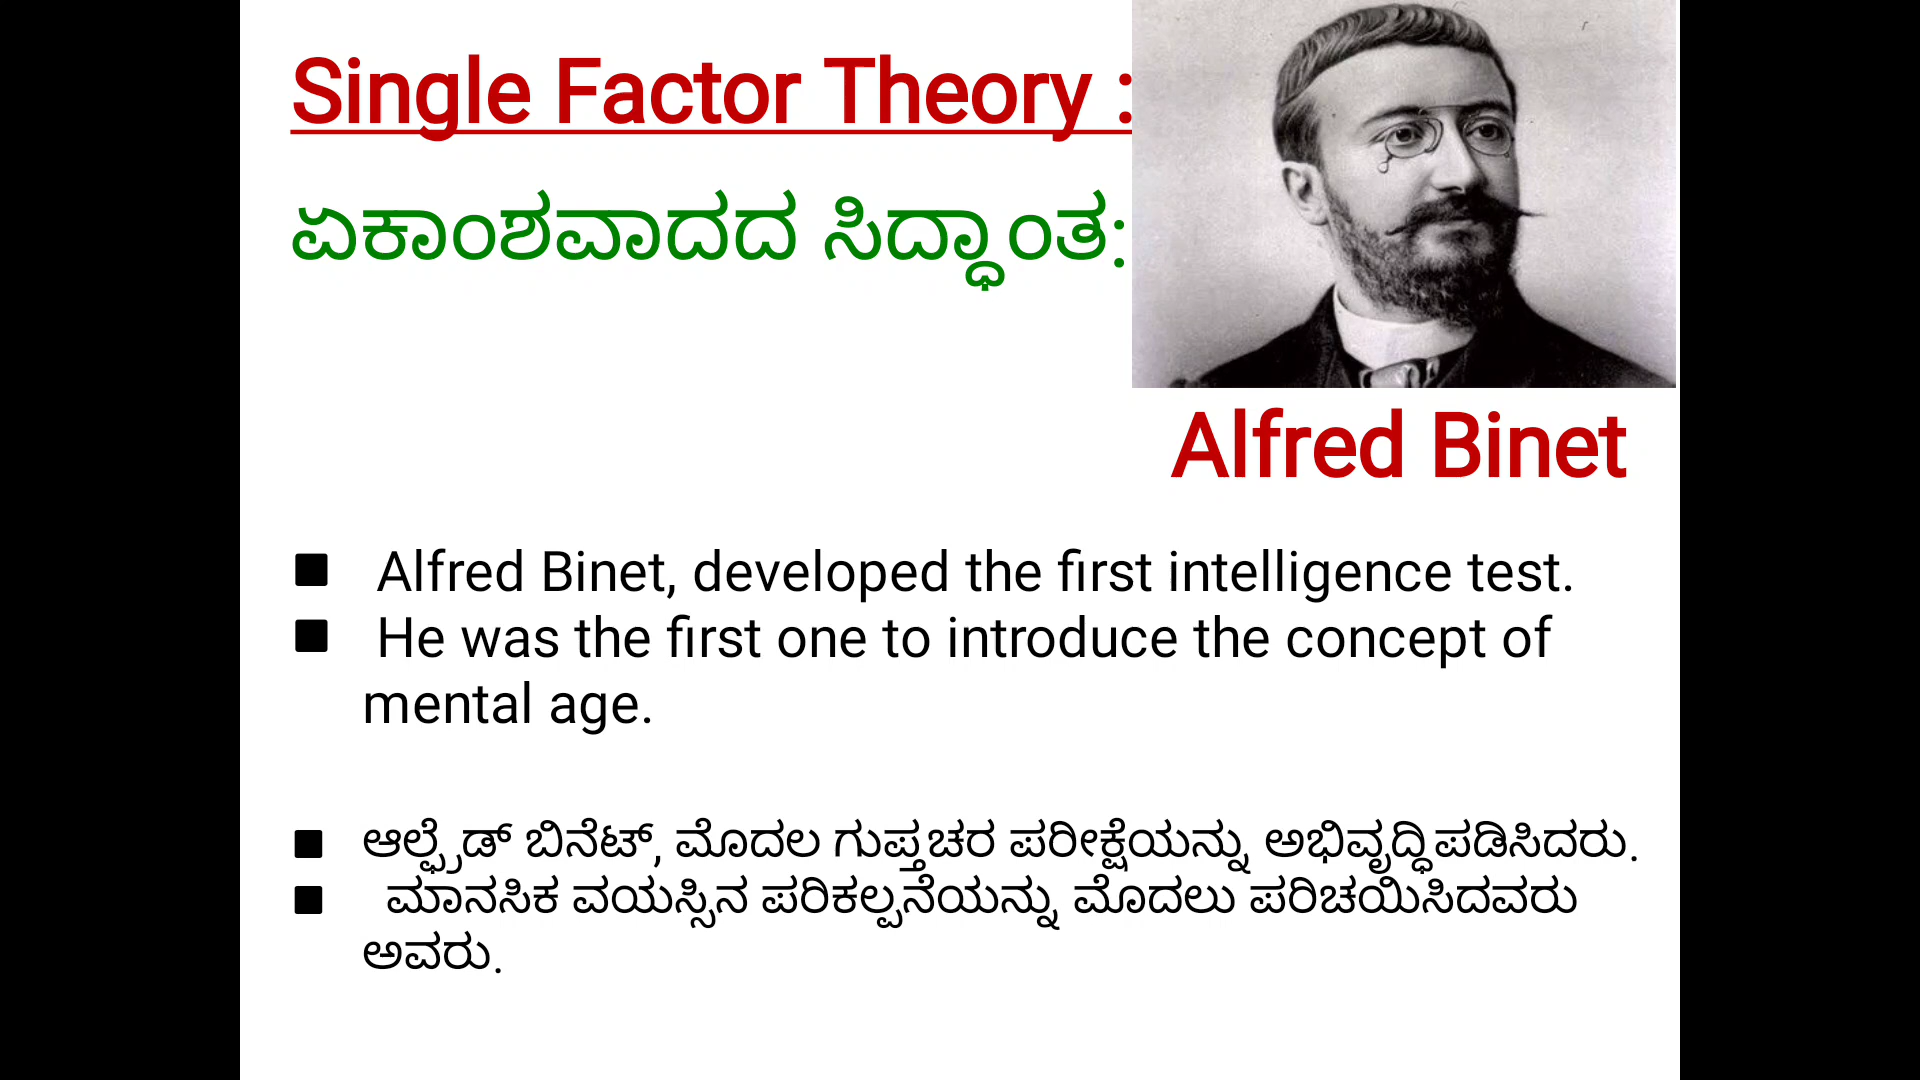 Single Factor Theory :
ಏಕಾಂಶವಾದದ ಸಿದ್ಧಾಂತ:
Alfred Binet
■ Alfred Binet, developed the first intelligence test.
■ He was the first one to introduce the concept of
mental age.
■ ಆಲ್ಫ್ರೆಡ್ ಬಿನೆಟ್, ಮೊದಲ ಗುಪ್ತಚರ ಪರೀಕ್ಷೆಯನ್ನು ಅಭಿವೃದ್ಧಿಪಡಿಸಿದರು.
■ ಮಾನಸಿಕ ವಯಸ್ಸಿನ ಪರಿಕಲ್ಪನೆಯನ್ನು ಮೊದಲು ಪರಿಚಯಿಸಿದವರು
ಅವರು.